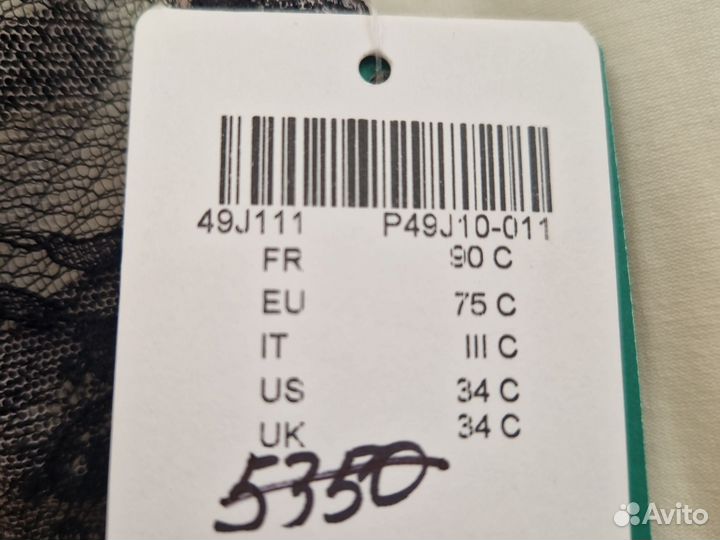 49J111 P49J10-011
FR 90 C
EU 75 C
IT III C
US 34 C
UK 34 C
5350
Avito